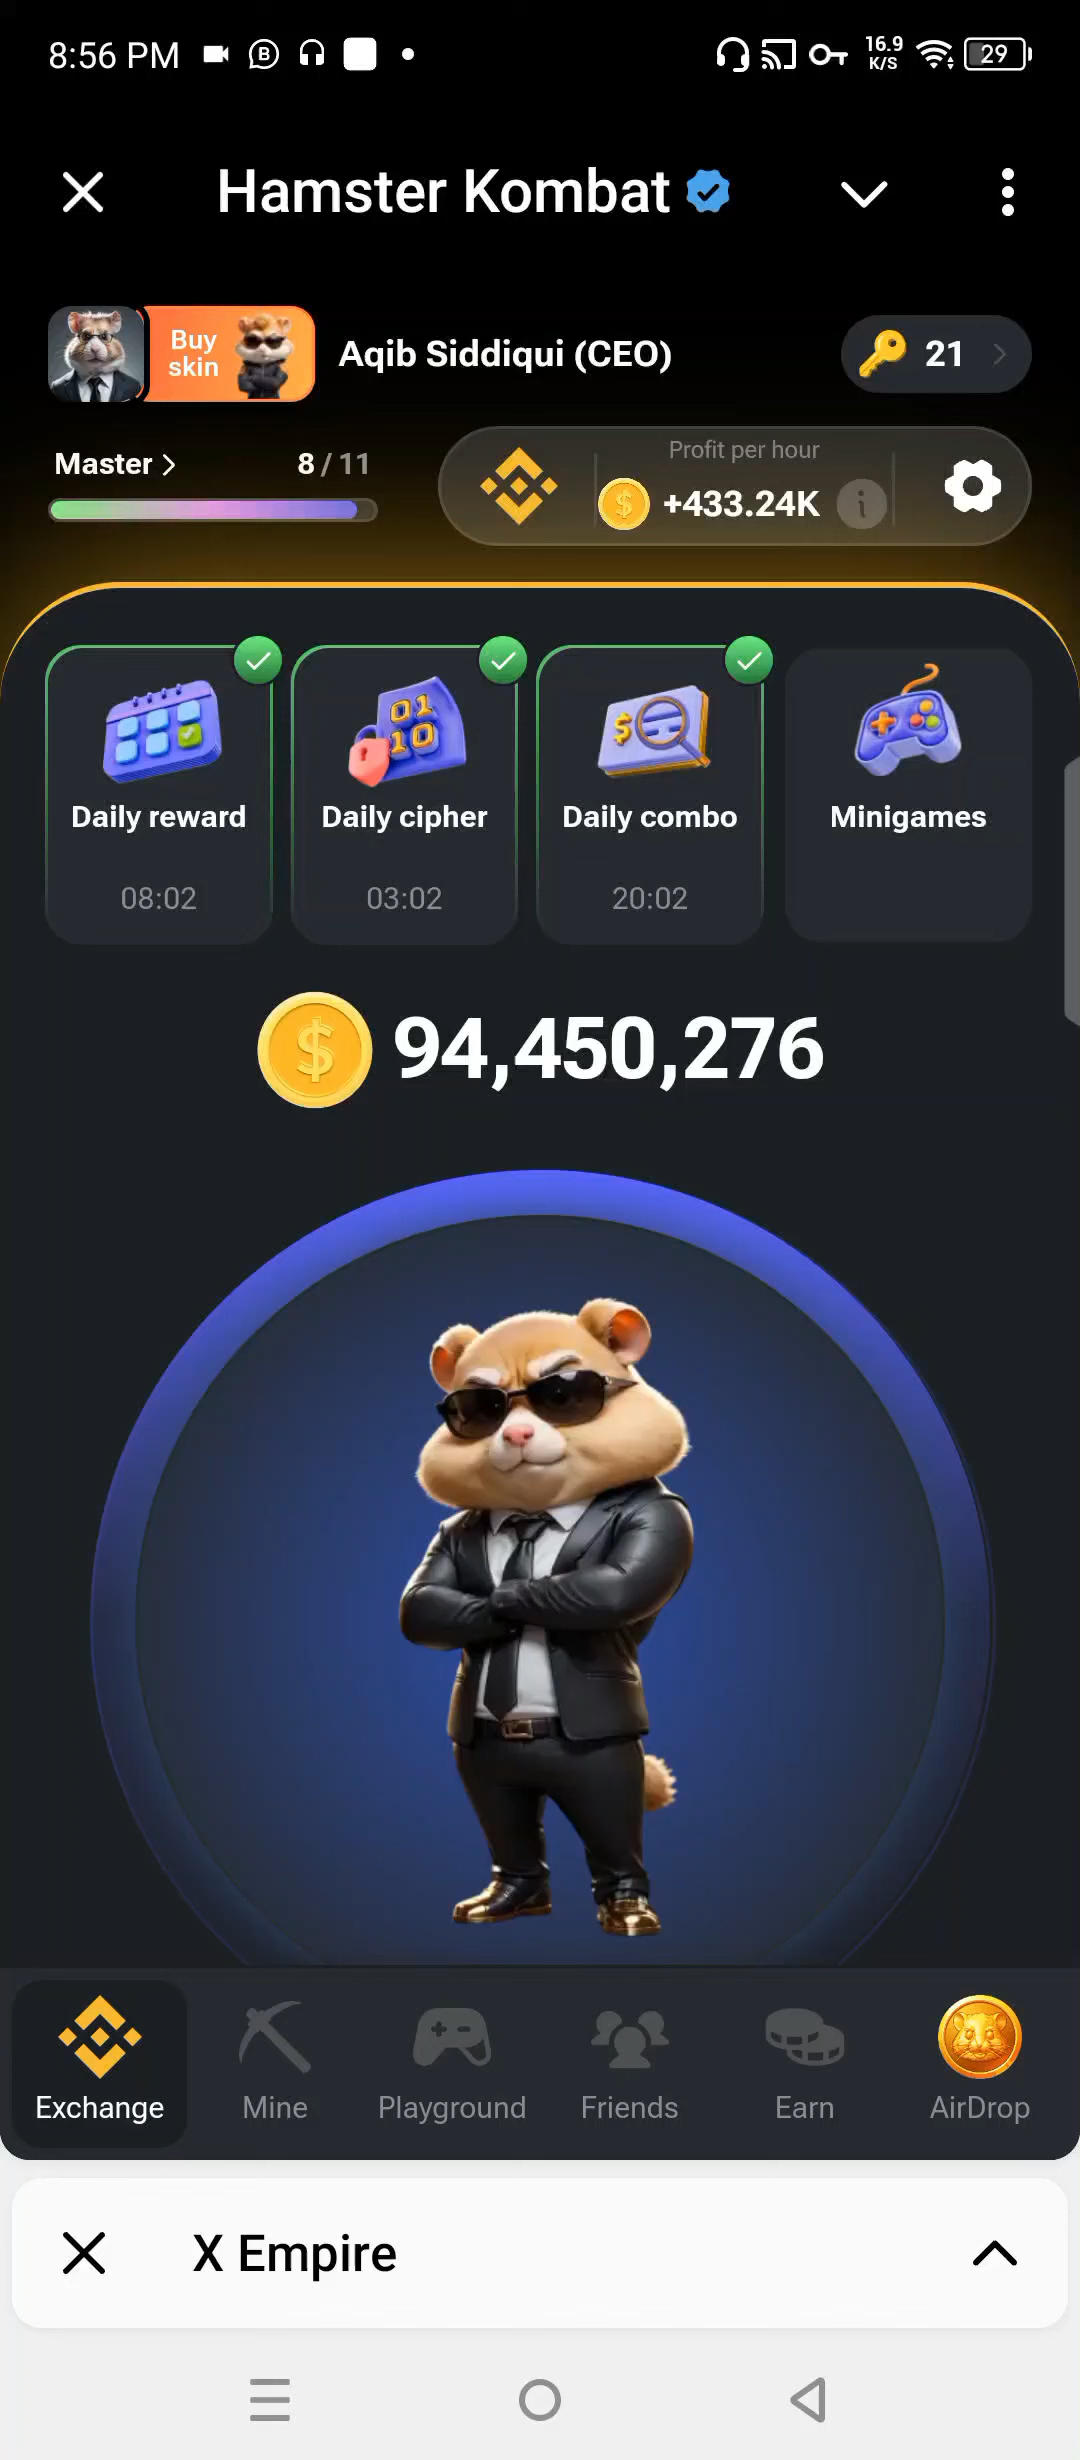 8:56 PM
16.9
K/S
29
Hamster Kombat
Buy
skin
Aqib Siddiqui (CEO)
21
Master
8 / 11
Profit per hour
+433.24K
Daily reward
08:02
Daily cipher
03:02
Daily combo
20:02
Minigames
94,450,276
Exchange
Mine
Playground
Friends
Earn
AirDrop
X Empire